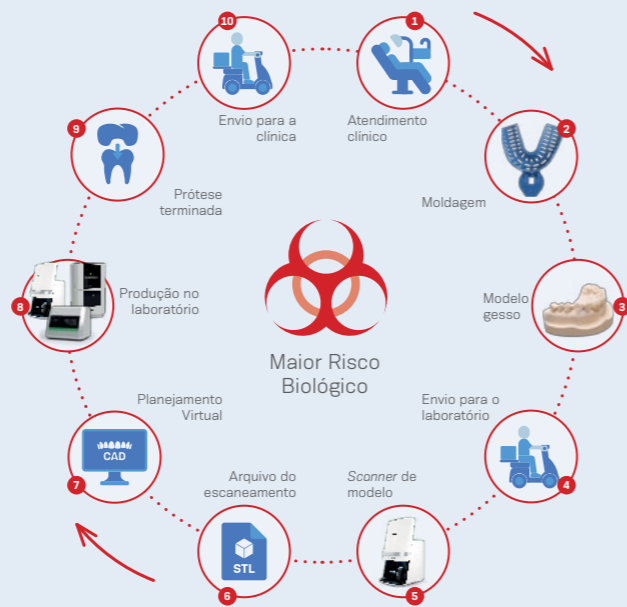 1
Atendimento
clínico
2
Moldagem
3
Modelo
gesso
4
Envio para o
laboratório
5
Scanner de
modelo
6
Arquivo do
escaneamento
STL
7
Planejamento
Virtual
CAD
8
Produção no
laboratório
9
Prótese
terminada
10
Envio para a
clínica
Maior Risco
Biológico